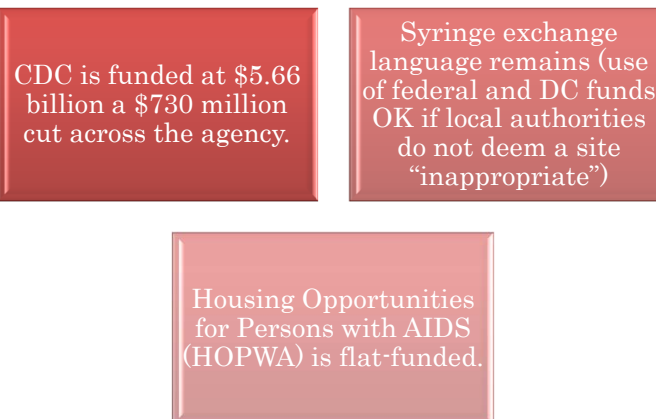 CDC is funded at $5.66
billion a $730 million
cut across the agency.
Syringe exchange
language remains (use
of federal and DC funds
OK if local authorities
do not deem a site
“inappropriate”)
Housing Opportunities
for Persons with AIDS
(HOPWA) is flat-funded.